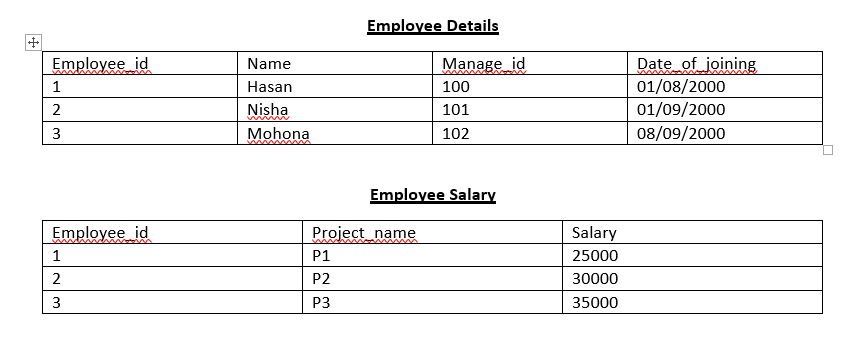 Employee Details
Employee_id Name Manage_id Date_of_joining
1 Hasan 100 01/08/2000
2 Nisha 101 01/09/2000
3 Mohona 102 08/09/2000
Employee Salary
Employee_id Project_name Salary
1 P1 25000
2 P2 30000
3 P3 35000